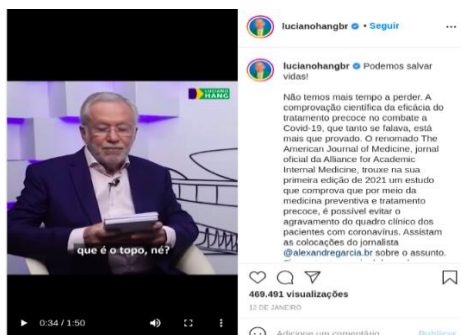 lucianohangbr • Seguir
lucianohangbr Podemos salvar
vidas!
Não temos mais tempo a perder. A
comprovação científica da eficácia do
tratamento precoce no combate a
Covid-19, que tanto se falava, está
mais que provado. O renomado The
American Journal of Medicine, jornal
oficial da Alliance for Academic
Internal Medicine, trouxe na sua
primeira edição de 2021 um estudo
que comprova que por meio da
medicina preventiva e tratamento
precoce, é possível evitar o
agravamento do quadro clínico dos
pacientes com coronavírus. Assistam
as colocações do jornalista
@alexandregarcia.br sobre o assunto.
LUCIANO
HANG
que é o topo, né?
0:34 / 1:50
469.491 visualizações
12 DE JANEIRO
Adicione um comentário
Publicar